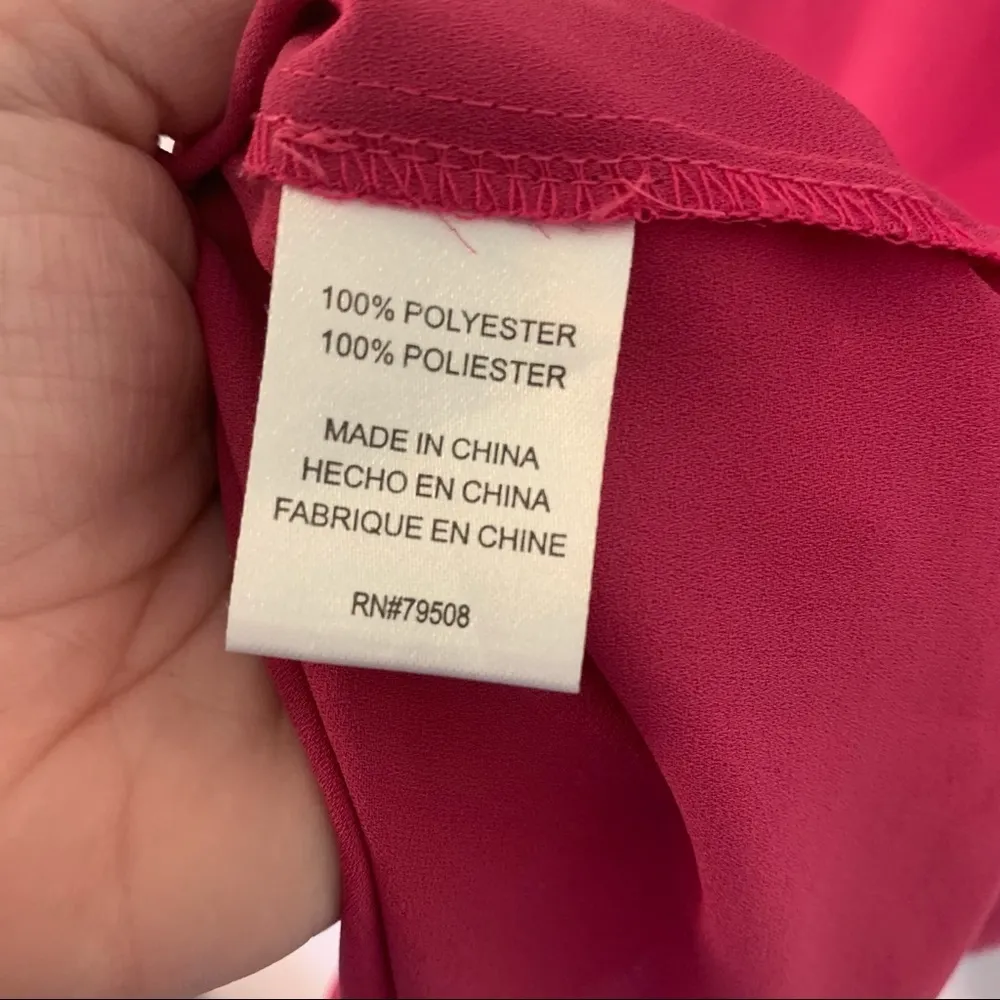 100% POLYESTER
100% POLIESTER
MADE IN CHINA
HECHO EN CHINA
FABRIQUE EN CHINE
RN#79508